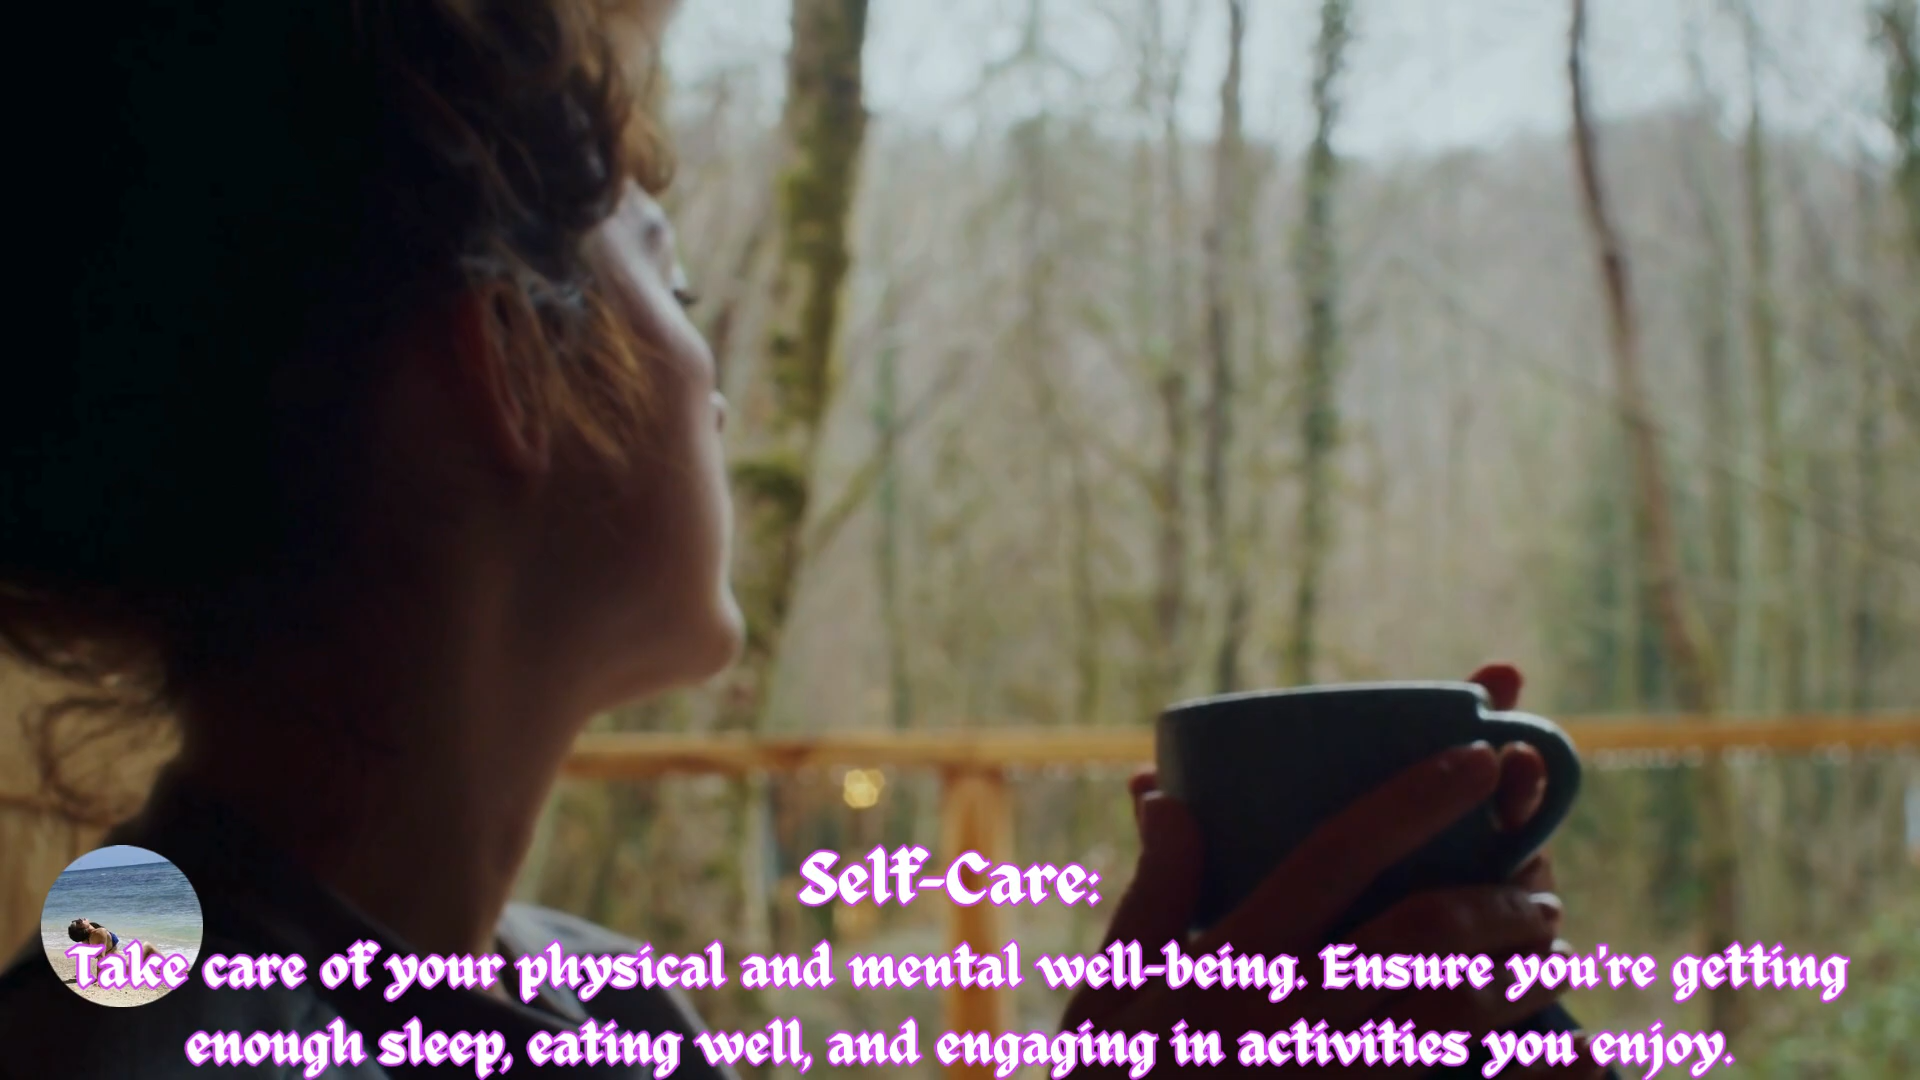 Self-Care:
Take care of your physical and mental well-being. Ensure you're getting
enough sleep, eating well, and engaging in activities you enjoy.